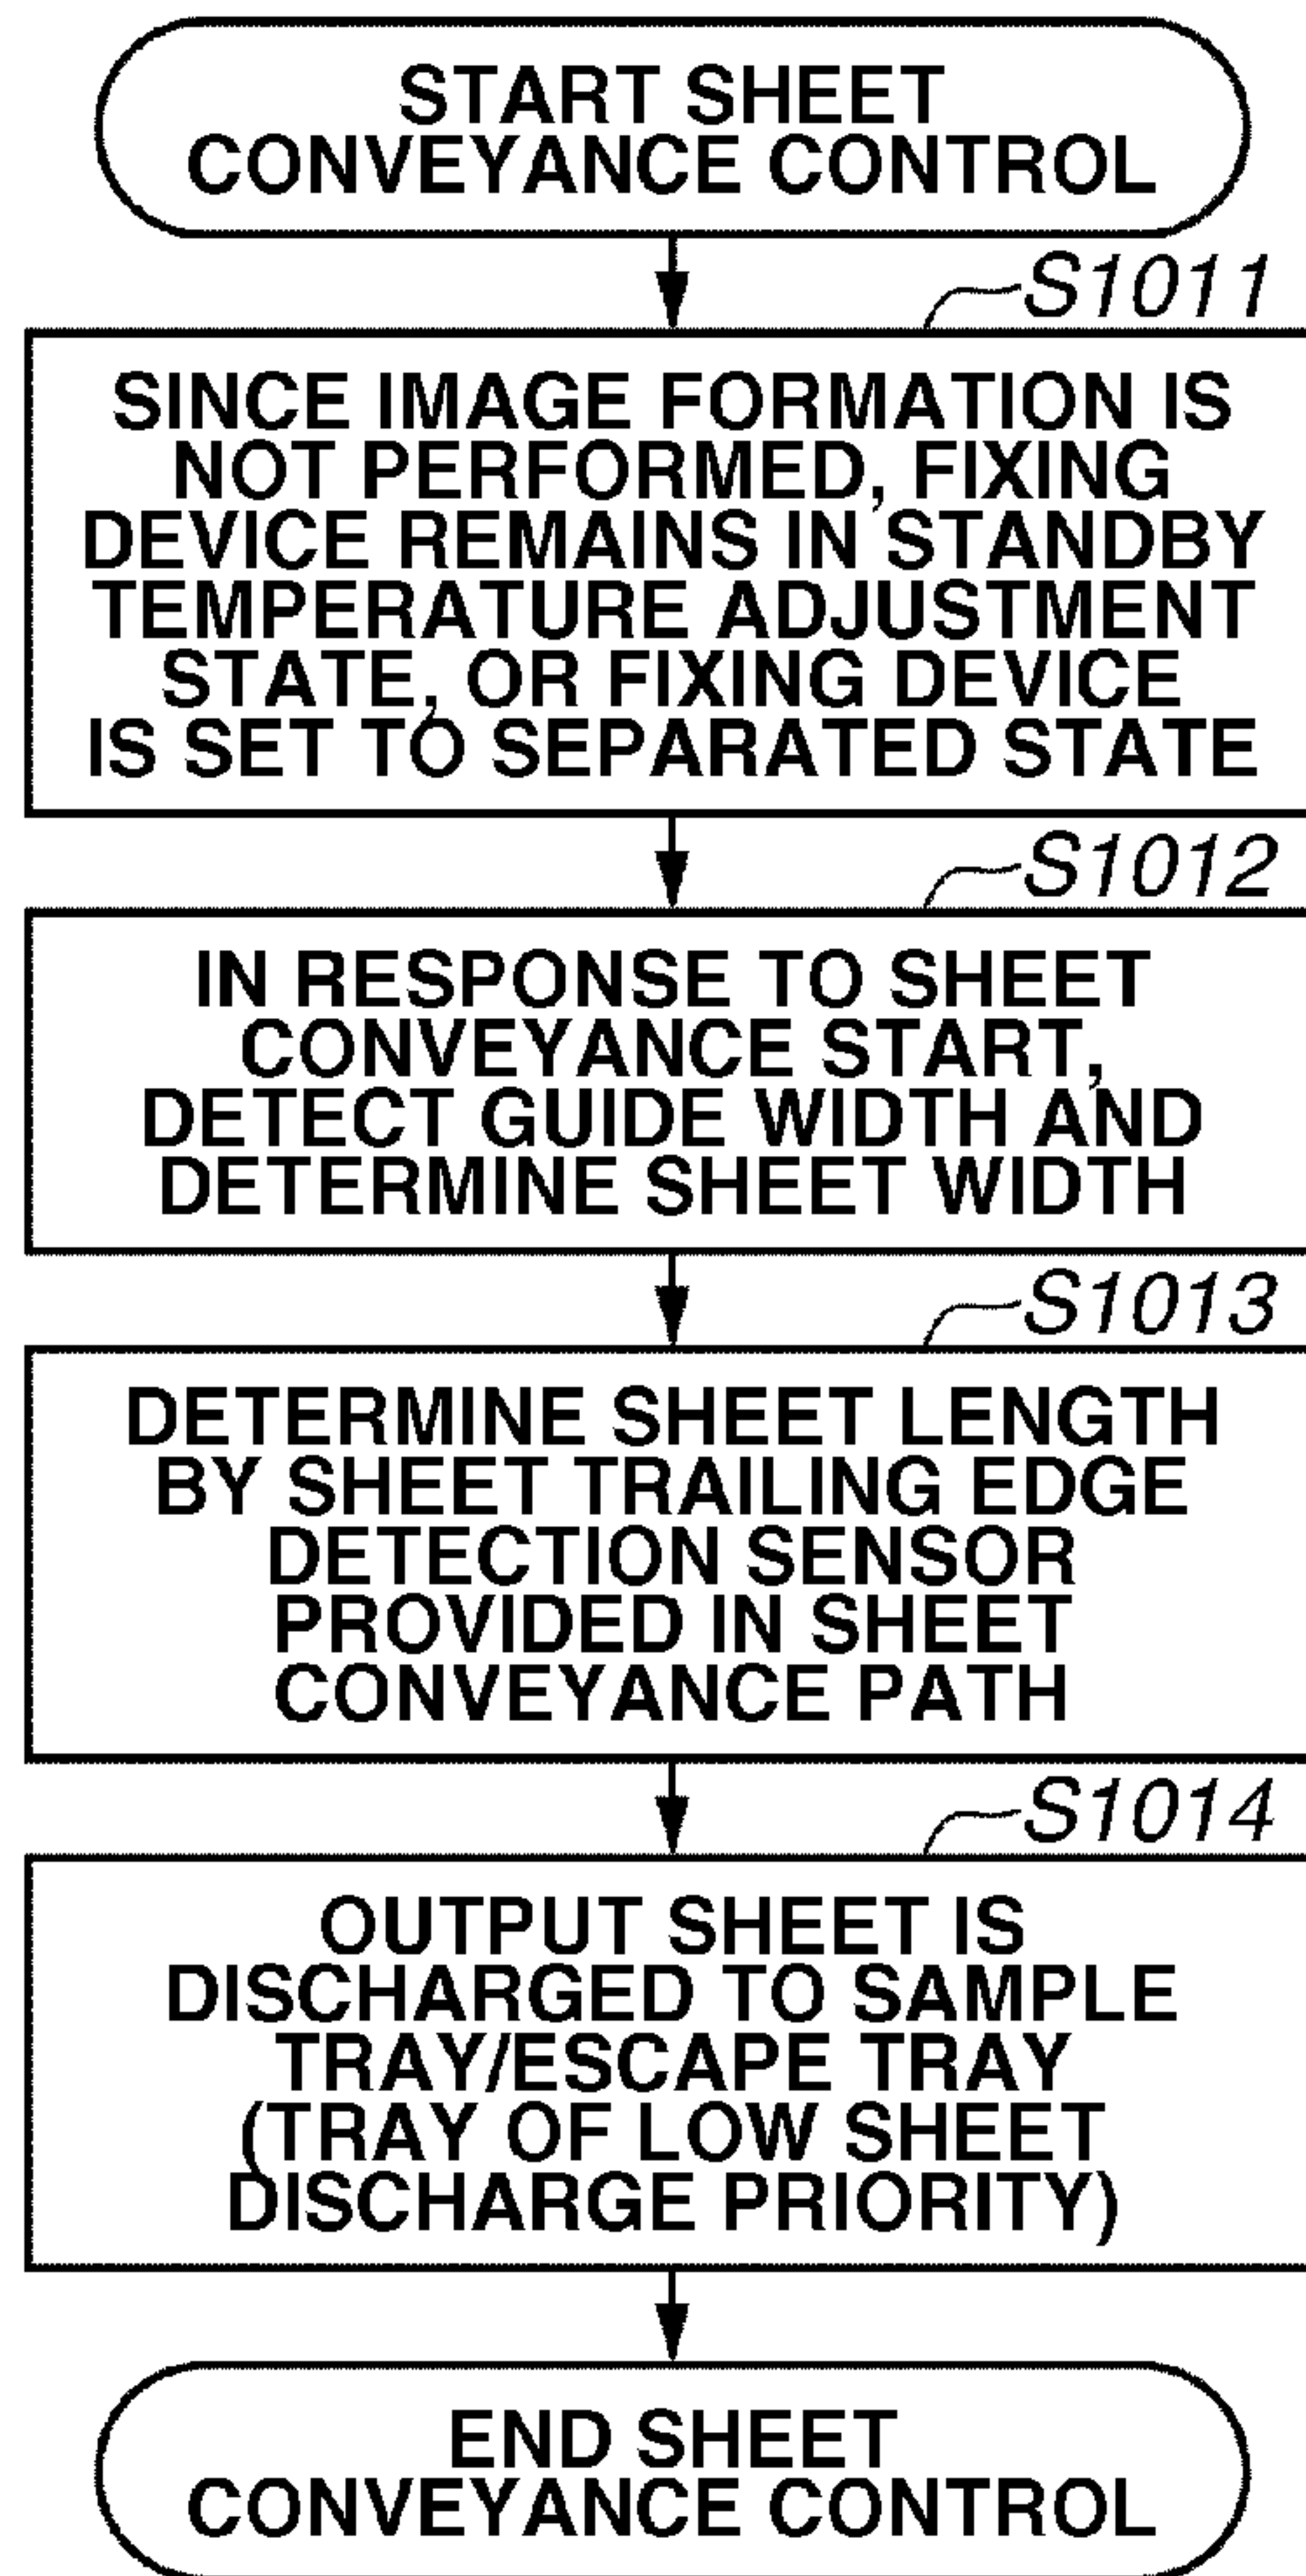 START SHEET
CONVEYANCE CONTROL
S1011
SINCE IMAGE FORMATION IS
NOT PERFORMED, FIXING
DEVICE REMAINS IN STANDBY
TEMPERATURE ADJUSTMENT
STATE, OR FIXING DEVICE
IS SET TO SEPARATED STATE
S1012
IN RESPONSE TO SHEET
CONVEYANCE START,
DETECT GUIDE WIDTH AND
DETERMINE SHEET WIDTH
S1013
DETERMINE SHEET LENGTH
BY SHEET TRAILING EDGE
DETECTION SENSOR
PROVIDED IN SHEET
CONVEYANCE PATH
S1014
OUTPUT SHEET IS
DISCHARGED TO SAMPLE
TRAY/ESCAPE TRAY
(TRAY OF LOW SHEET
DISCHARGE PRIORITY)
END SHEET
CONVEYANCE CONTROL